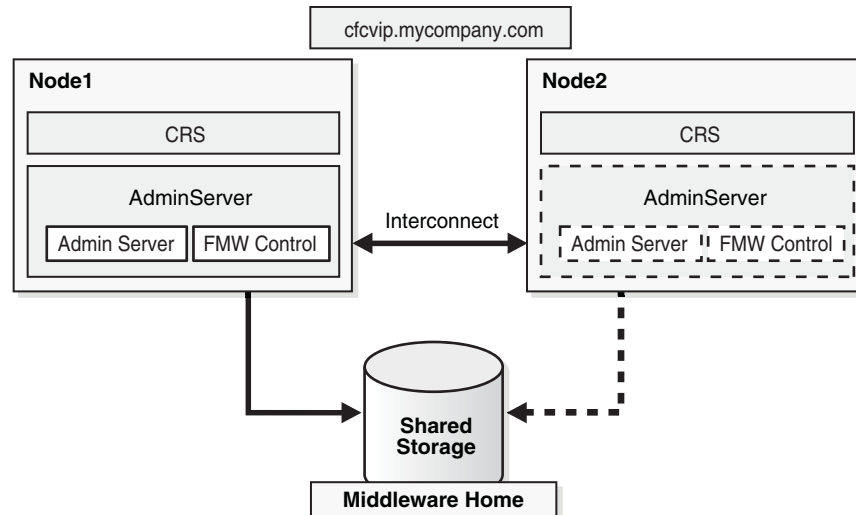 cfcvip.mycompany.com
Node1
CRS
AdminServer
Admin Server
FMW Control
Interconnect
Node2
CRS
AdminServer
Admin Server
FMW Control
Shared
Storage
Middleware Home